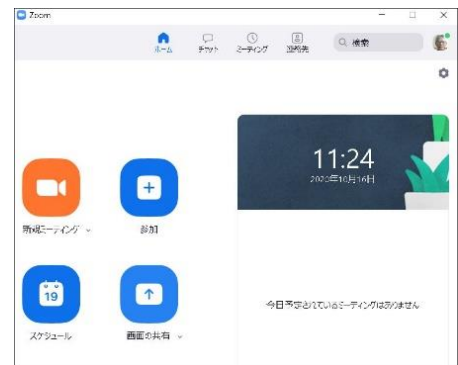 Zoom
ホーム チャット ミーティング 連絡先 検索
11:24
2020年10月16日
新規ミーティング 参加
19
スケジュール 画面の共有
今日予定されているミーティングはありません